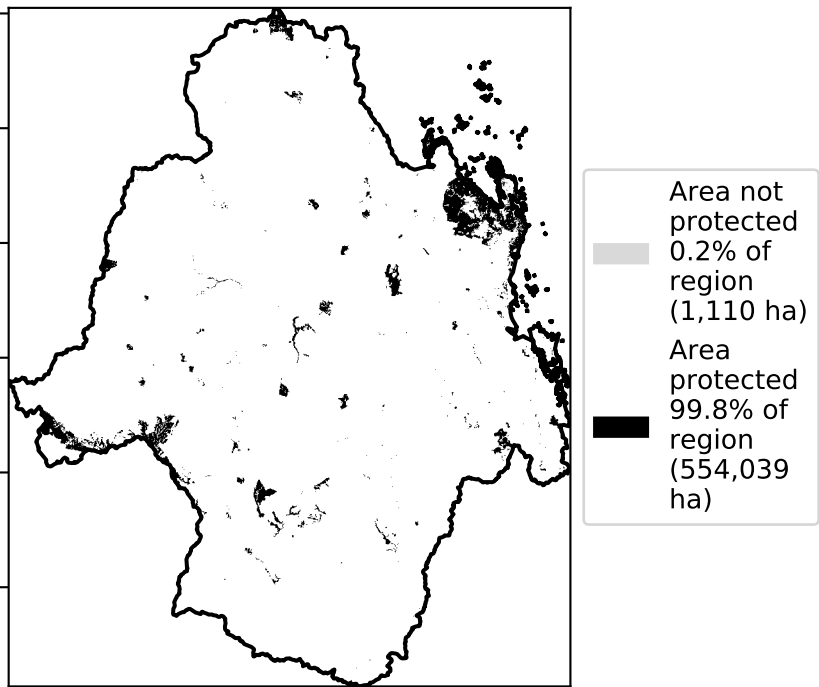 Area not
protected
0.2% of
region
(1,110 ha)
Area
protected
99.8% of
region
(554,039
ha)